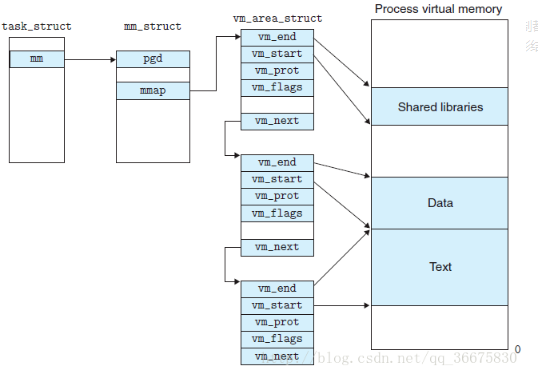 task_struct
mm_struct
vm_area_struct
Process virtual memory
mm
pgd
mmap
vm_end
vm_start
vm_prot
vm_flags
vm_next
vm_end
vm_start
vm_prot
vm_flags
vm_next
vm_end
vm_start
vm_prot
vm_flags
vm_next
Shared libraries
Data
Text
0
http://blog.csdn.net/qq_36675830